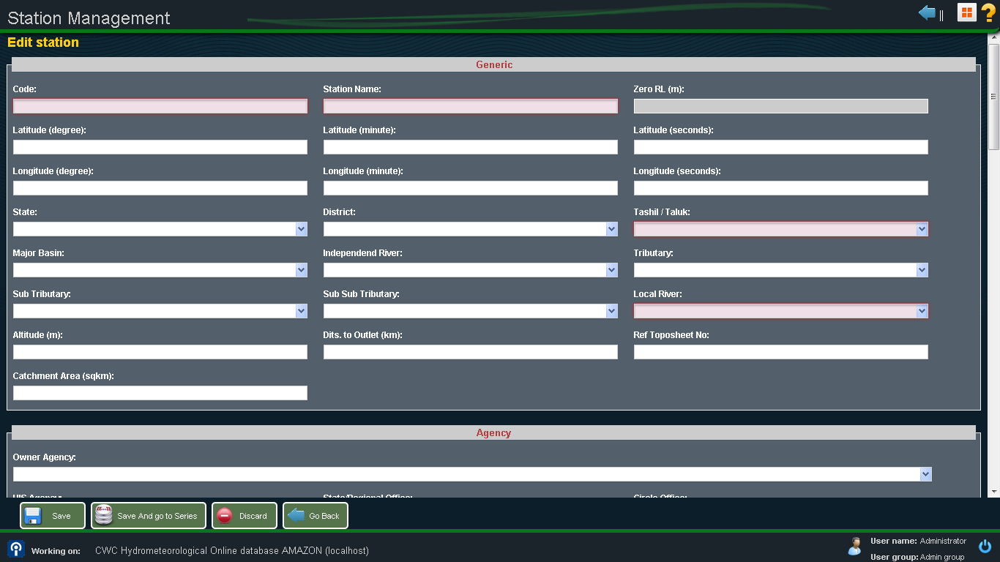 Station Management
Edit station
Generic
Code: Station Name: Zero RL (m):
Latitude (degree): Latitude (minute): Latitude (seconds):
Longitude (degree): Longitude (minute): Longitude (seconds):
State: District: Tashil / Taluk:
Major Basin: Independend River: Tributary:
Sub Tributary: Sub Sub Tributary: Local River:
Altitude (m): Dits. to Outlet (km): Ref Toposheet No:
Catchment Area (sqkm):
Agency
Owner Agency:
HIS Agency: State/Regional Office: Circle Office:
Save Save And go to Series Discard Go Back
Working on: CWC Hydrometeorological Online database AMAZON (localhost)
User name: Administrator
User group: Admin group